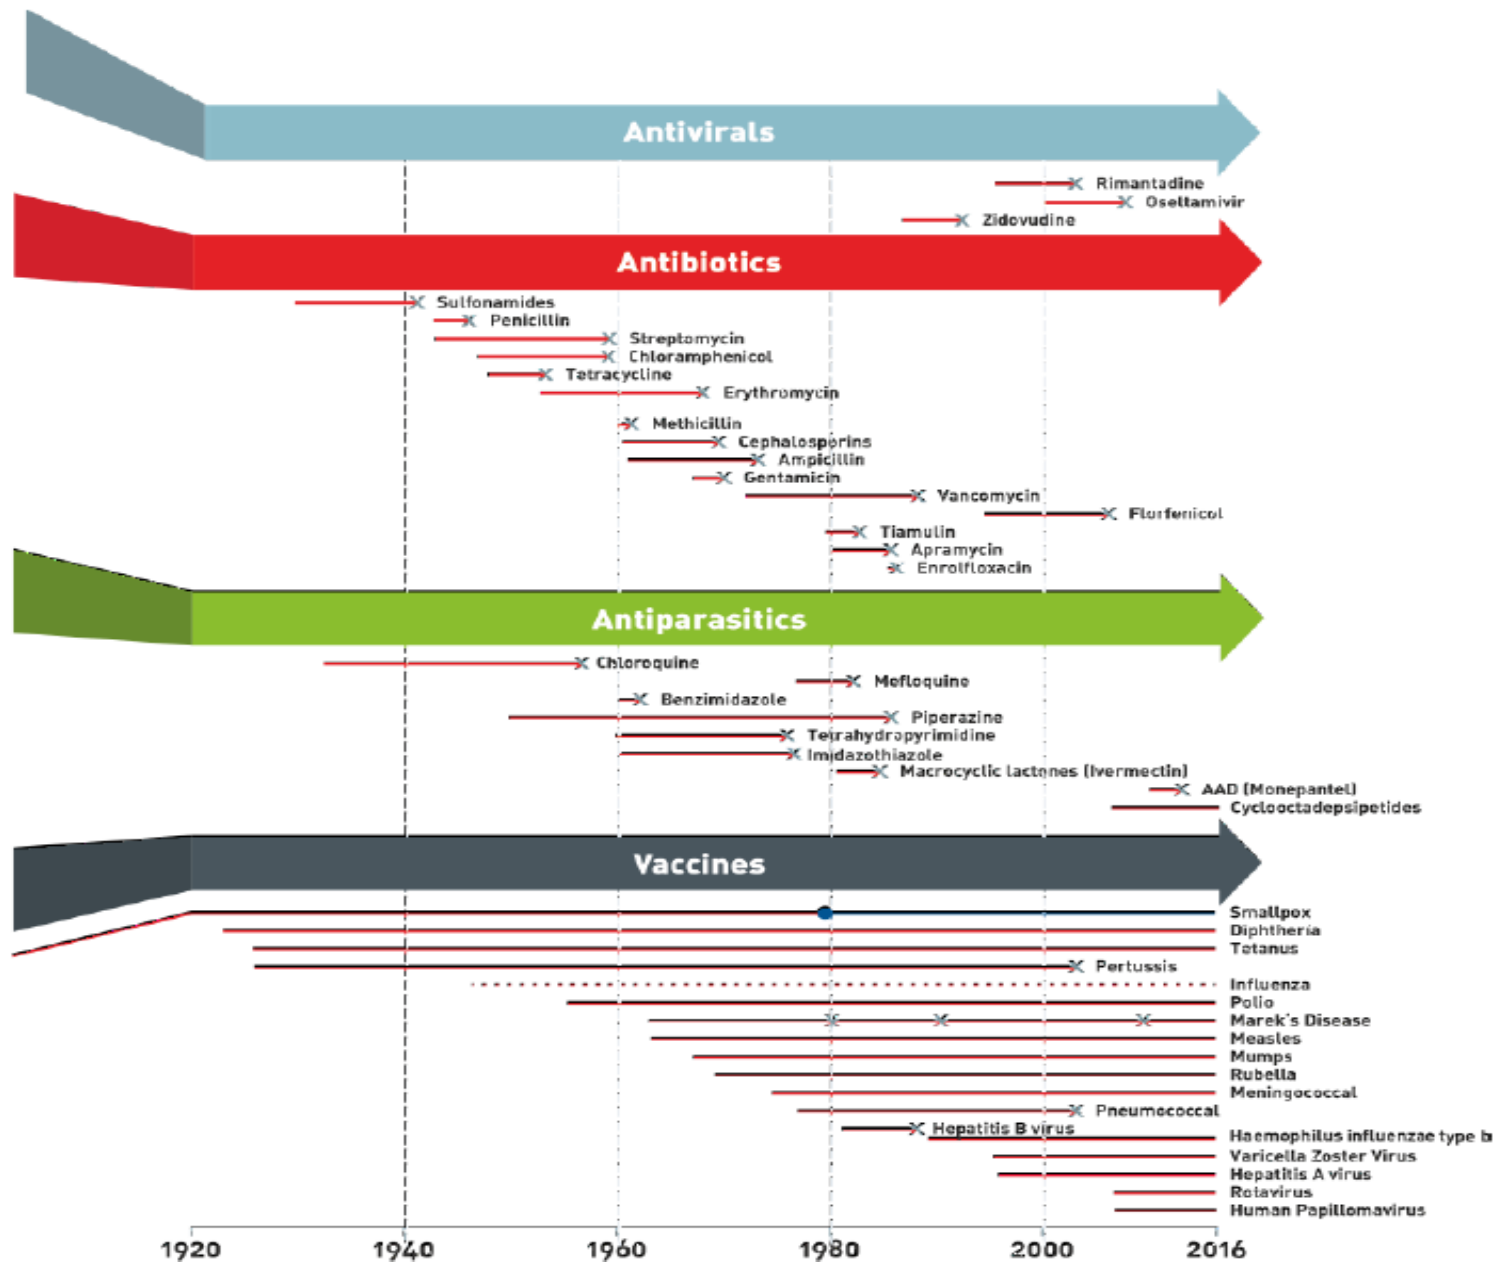 Antivirals
Rimantadine
Oseltamivir
Zidovudine
Antibiotics
Sulfonamides
Penicillin
Streptomycin
Chloramphenicol
Tetracycline
Erythromycin
Methicillin
Cephalosporins
Ampicillin
Gentamicin
Vancomycin
Florfenicol
Tiamulin
Apramycin
Enrolfloxacin
Antiparasitics
Chloroquine
Mefloquine
Benzimidazole
Piperazine
Tetrahydropyrimidine
Imidazothiazole
Macrocyclic lactones (Ivermectin)
AAD (Monepantel)
Cyclooctadepsipetides
Vaccines
Smallpox
Diphtheria
Tetanus
Pertussis
Influenza
Polio
Marek's Disease
Measles
Mumps
Rubella
Meningococcal
Pneumococcal
Hepatitis B virus
Haemophilus influenzae type b
Varicella Zoster Virus
Hepatitis A virus
Rotavirus
Human Papillomavirus
1920 1940 1960 1980 2000 2016